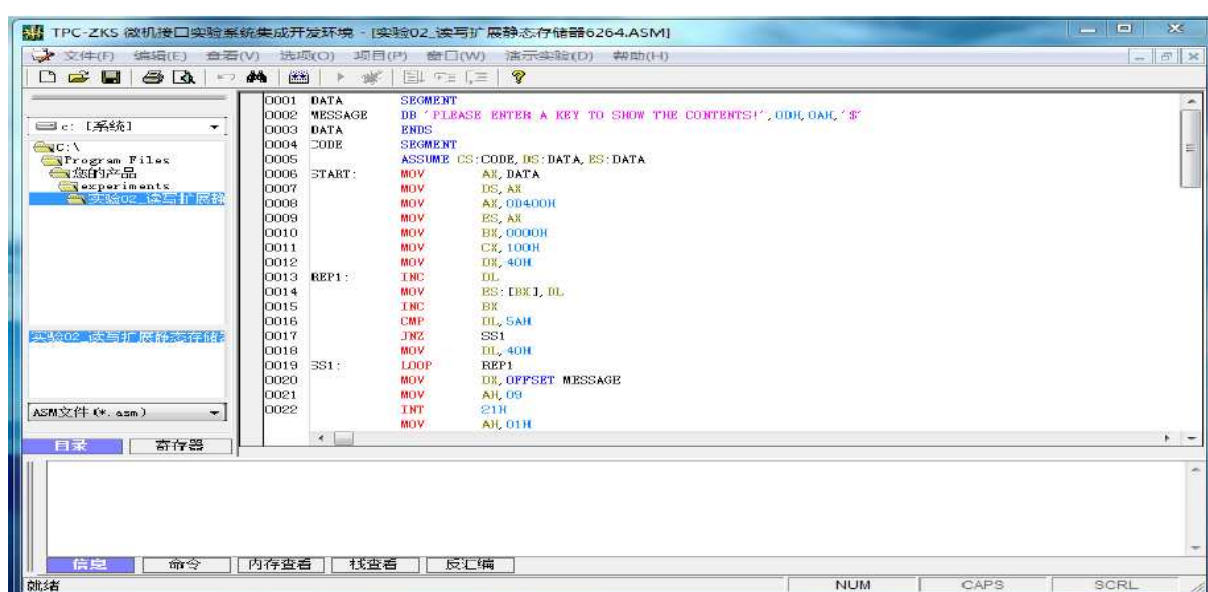 TPC-ZKS 微机接口实验系统集成开发环境 - [实验02_读写扩展静态存储器6264.ASM]
文件(F) 编辑(E) 查看(V) 选项(O) 项目(P) 窗口(W) 演示实验(D) 帮助(H)
c: [系统]
C:\
Program Files
您的产品
experiments
实验02_读写扩展静
实验02_读写扩展静态存储
ASM文件 (*. asm)
目录 寄存器
0001 DATA SEGMENT
0002 MESSAGE DB 'PLEASE ENTER A KEY TO SHOW THE CONTENTS!',0DH,0AH,'$'
0003 DATA ENDS
0004 CODE SEGMENT
0005 ASSUME CS:CODE,DS:DATA,ES:DATA
0006 START: MOV AX,DATA
0007 MOV DS,AX
0008 MOV AX,0D400H
0009 MOV ES,AX
0010 MOV BX,0000H
0011 MOV CX,100H
0012 MOV DX,40H
0013 REP1: INC DL
0014 MOV ES:[BX],DL
0015 INC BX
0016 CMP DL,5AH
0017 JNZ SS1
0018 MOV DL,40H
0019 SS1: LOOP REP1
0020 MOV DX,OFFSET MESSAGE
0021 MOV AH,09
0022 INT 21H
MOV AH,01H
信息 命令 内存查看 栈查看 反汇编
就绪 NUM CAPS SCRL